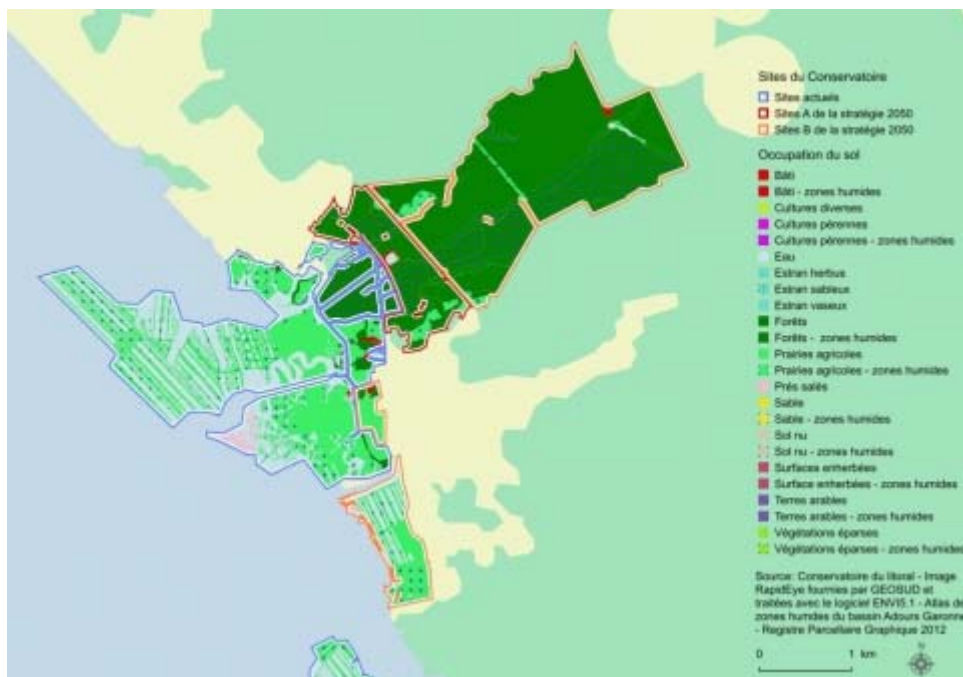 Sites du Conservatoire
Sites actuels
Sites A de la stratégie 2050
Sites B de la stratégie 2050
Occupation du sol
Bâti
Bâti - zones humides
Cultures diverses
Cultures pérennes
Cultures pérennes - zones humides
Eau
Estran herbus
Estran sableux
Estran vaseux
Forêts
Forêts - zones humides
Prairies agricoles
Prairies agricoles - zones humides
Prés salés
Sable
Sable - zones humides
Sol nu
Sol nu - zones humides
Surfaces enherbées
Surface enherbées - zones humides
Terres arables
Terres arables - zones humides
Végétations éparses
Végétations éparses - zones humides
Source: Conservatoire du littoral - Image
RapidEye fournies par GEOSUD et
traitées avec le logiciel ENVI5.1 - Atlas de
zones humides du bassin Adours Garonne
- Registre Parcellaire Graphique 2012
0 1 km
N